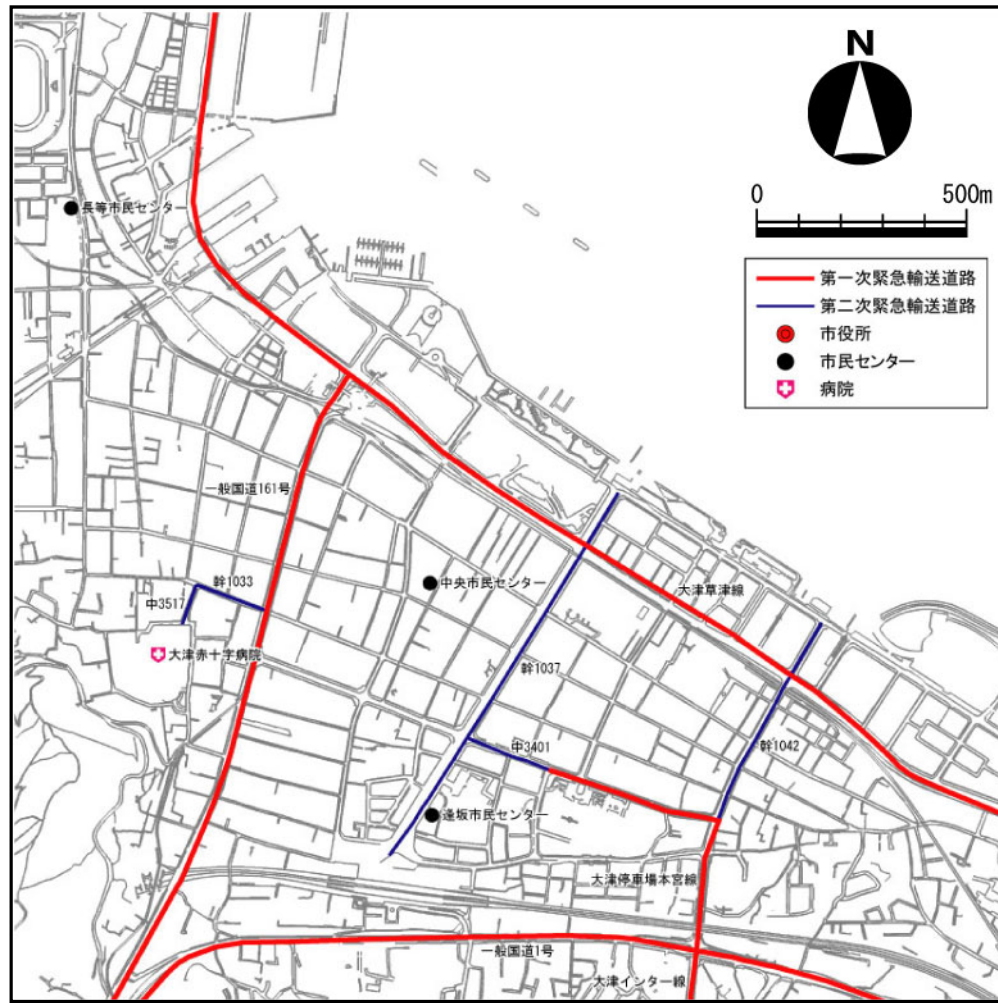 N
0 500m
第一次緊急輸送道路
第二次緊急輸送道路
市役所
市民センター
病院
長等市民センター
一般国道161号
中央市民センター
大津草津線
幹1033
中3517
大津赤十字病院
幹1037
中3401
幹1042
逢坂市民センター
大津停車場本宮線
一般国道1号
大津インター線